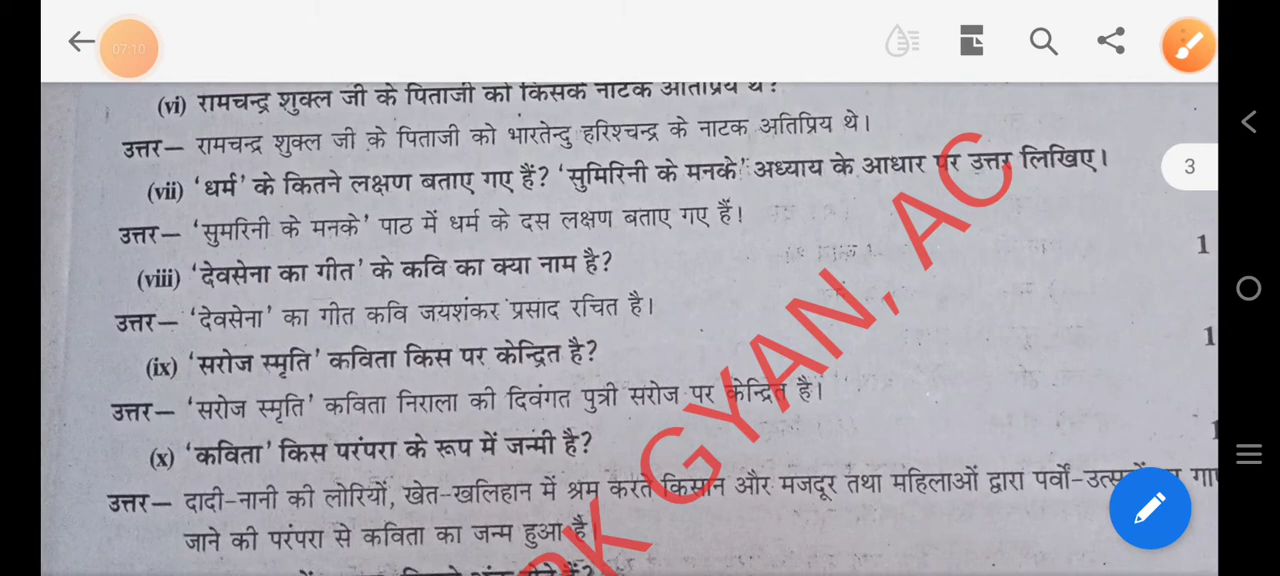 07:10
(vi) रामचन्द्र शुक्ल जी के पिताजी को किसके नाटक अतिप्रिय थे?
उत्तर— रामचन्द्र शुक्ल जी के पिताजी को भारतेन्दु हरिश्चन्द्र के नाटक अतिप्रिय थे।
3
(vii) ‘धर्म’ के कितने लक्षण बताए गए हैं? ‘सुमिरिनी के मनके’ अध्याय के आधार पर उत्तर लिखिए।
उत्तर— ‘सुमरिनी के मनके’ पाठ में धर्म के दस लक्षण बताए गए हैं!
1
(viii) ‘देवसेना का गीत’ के कवि का क्या नाम है?
उत्तर— ‘देवसेना’ का गीत कवि जयशंकर प्रसाद रचित है।
1
(ix) ‘सरोज स्मृति’ कविता किस पर केन्द्रित है?
उत्तर— ‘सरोज स्मृति’ कविता निराला की दिवंगत पुत्री सरोज पर केन्द्रित है।
(x) ‘कविता’ किस परंपरा के रूप में जन्मी है?
उत्तर— दादी-नानी की लोरियों, खेत-खलिहान में श्रम करते किसान और मजदूर तथा महिलाओं द्वारा
जाने की परंपरा से कविता का जन्म हुआ है।
GYAN, AC